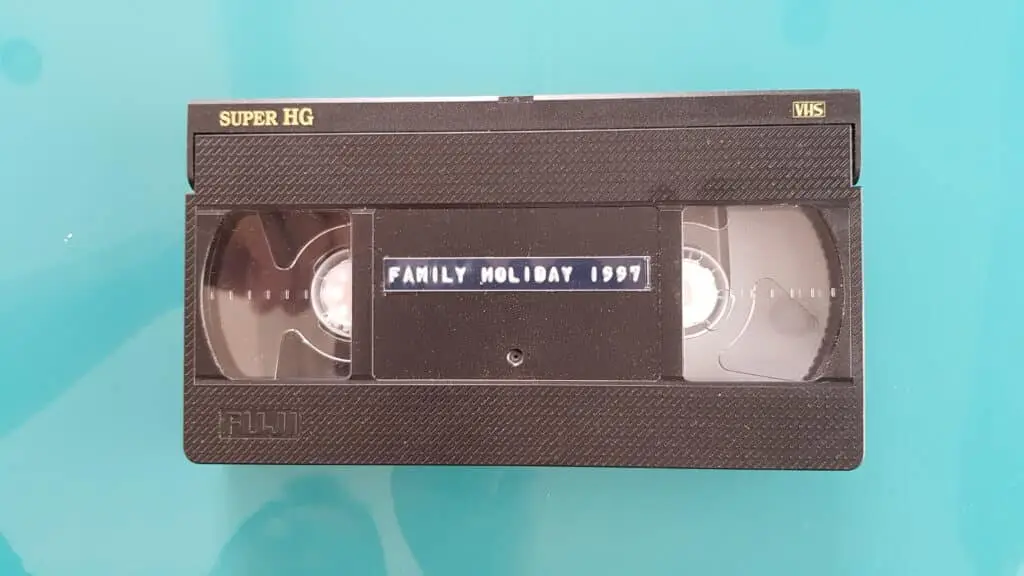 SUPER HG
VHS
FAMILY HOLIDAY 1997
FUJI